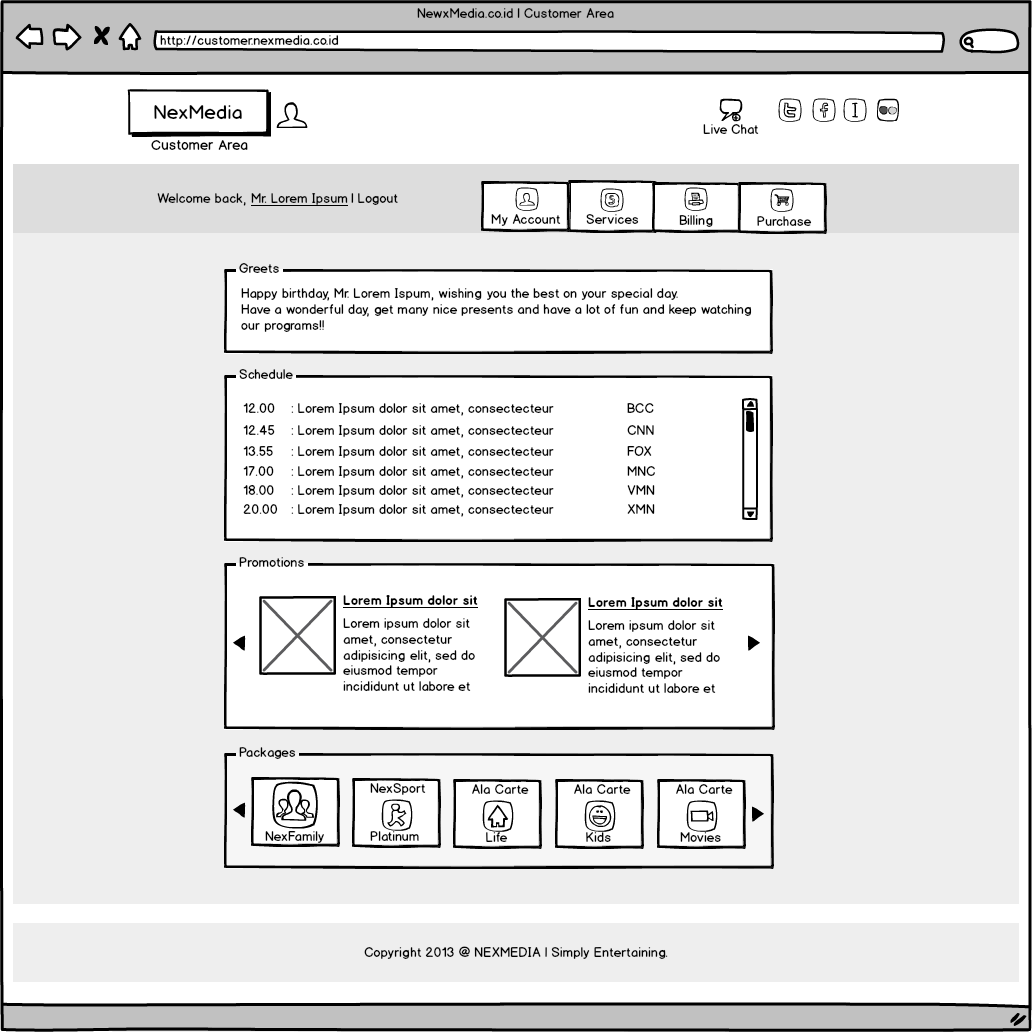 NewxMedia.co.id | Customer Area
http://customer.nexmedia.co.id
NexMedia
Customer Area
Live Chat
Welcome back, Mr. Lorem Ipsum | Logout
My Account
Services
Billing
Purchase
Greets
Happy birthday, Mr. Lorem Ispum, wishing you the best on your special day.
Have a wonderful day, get many nice presents and have a lot of fun and keep watching
our programs!!
Schedule
12.00 : Lorem Ipsum dolor sit amet, consectecteur BCC
12.45 : Lorem Ipsum dolor sit amet, consectecteur CNN
13.55 : Lorem Ipsum dolor sit amet, consectecteur FOX
17.00 : Lorem Ipsum dolor sit amet, consectecteur MNC
18.00 : Lorem Ipsum dolor sit amet, consectecteur VMN
20.00 : Lorem Ipsum dolor sit amet, consectecteur XMN
Promotions
Lorem Ipsum dolor sit
Lorem ipsum dolor sit
amet, consectetur
adipisicing elit, sed do
eiusmod tempor
incididunt ut labore et
Lorem Ipsum dolor sit
Lorem ipsum dolor sit
amet, consectetur
adipisicing elit, sed do
eiusmod tempor
incididunt ut labore et
Packages
NexFamily
NexSport
Platinum
Ala Carte
Life
Ala Carte
Kids
Ala Carte
Movies
Copyright 2013 @ NEXMEDIA | Simply Entertaining.